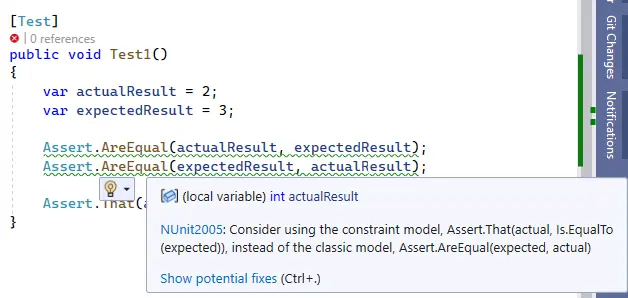 [Test]
| 0 references
public void Test1()
{
var actualResult = 2;
var expectedResult = 3;
Assert.AreEqual(actualResult, expectedResult);
Assert.AreEqual(expectedResult, actualResult);
Assert.That(
}
(local variable) int actualResult
NUnit2005: Consider using the constraint model, Assert.That(actual, Is.EqualTo
(expected)), instead of the classic model, Assert.AreEqual(expected, actual)
Show potential fixes (Ctrl+.)
Git Changes
Notifications